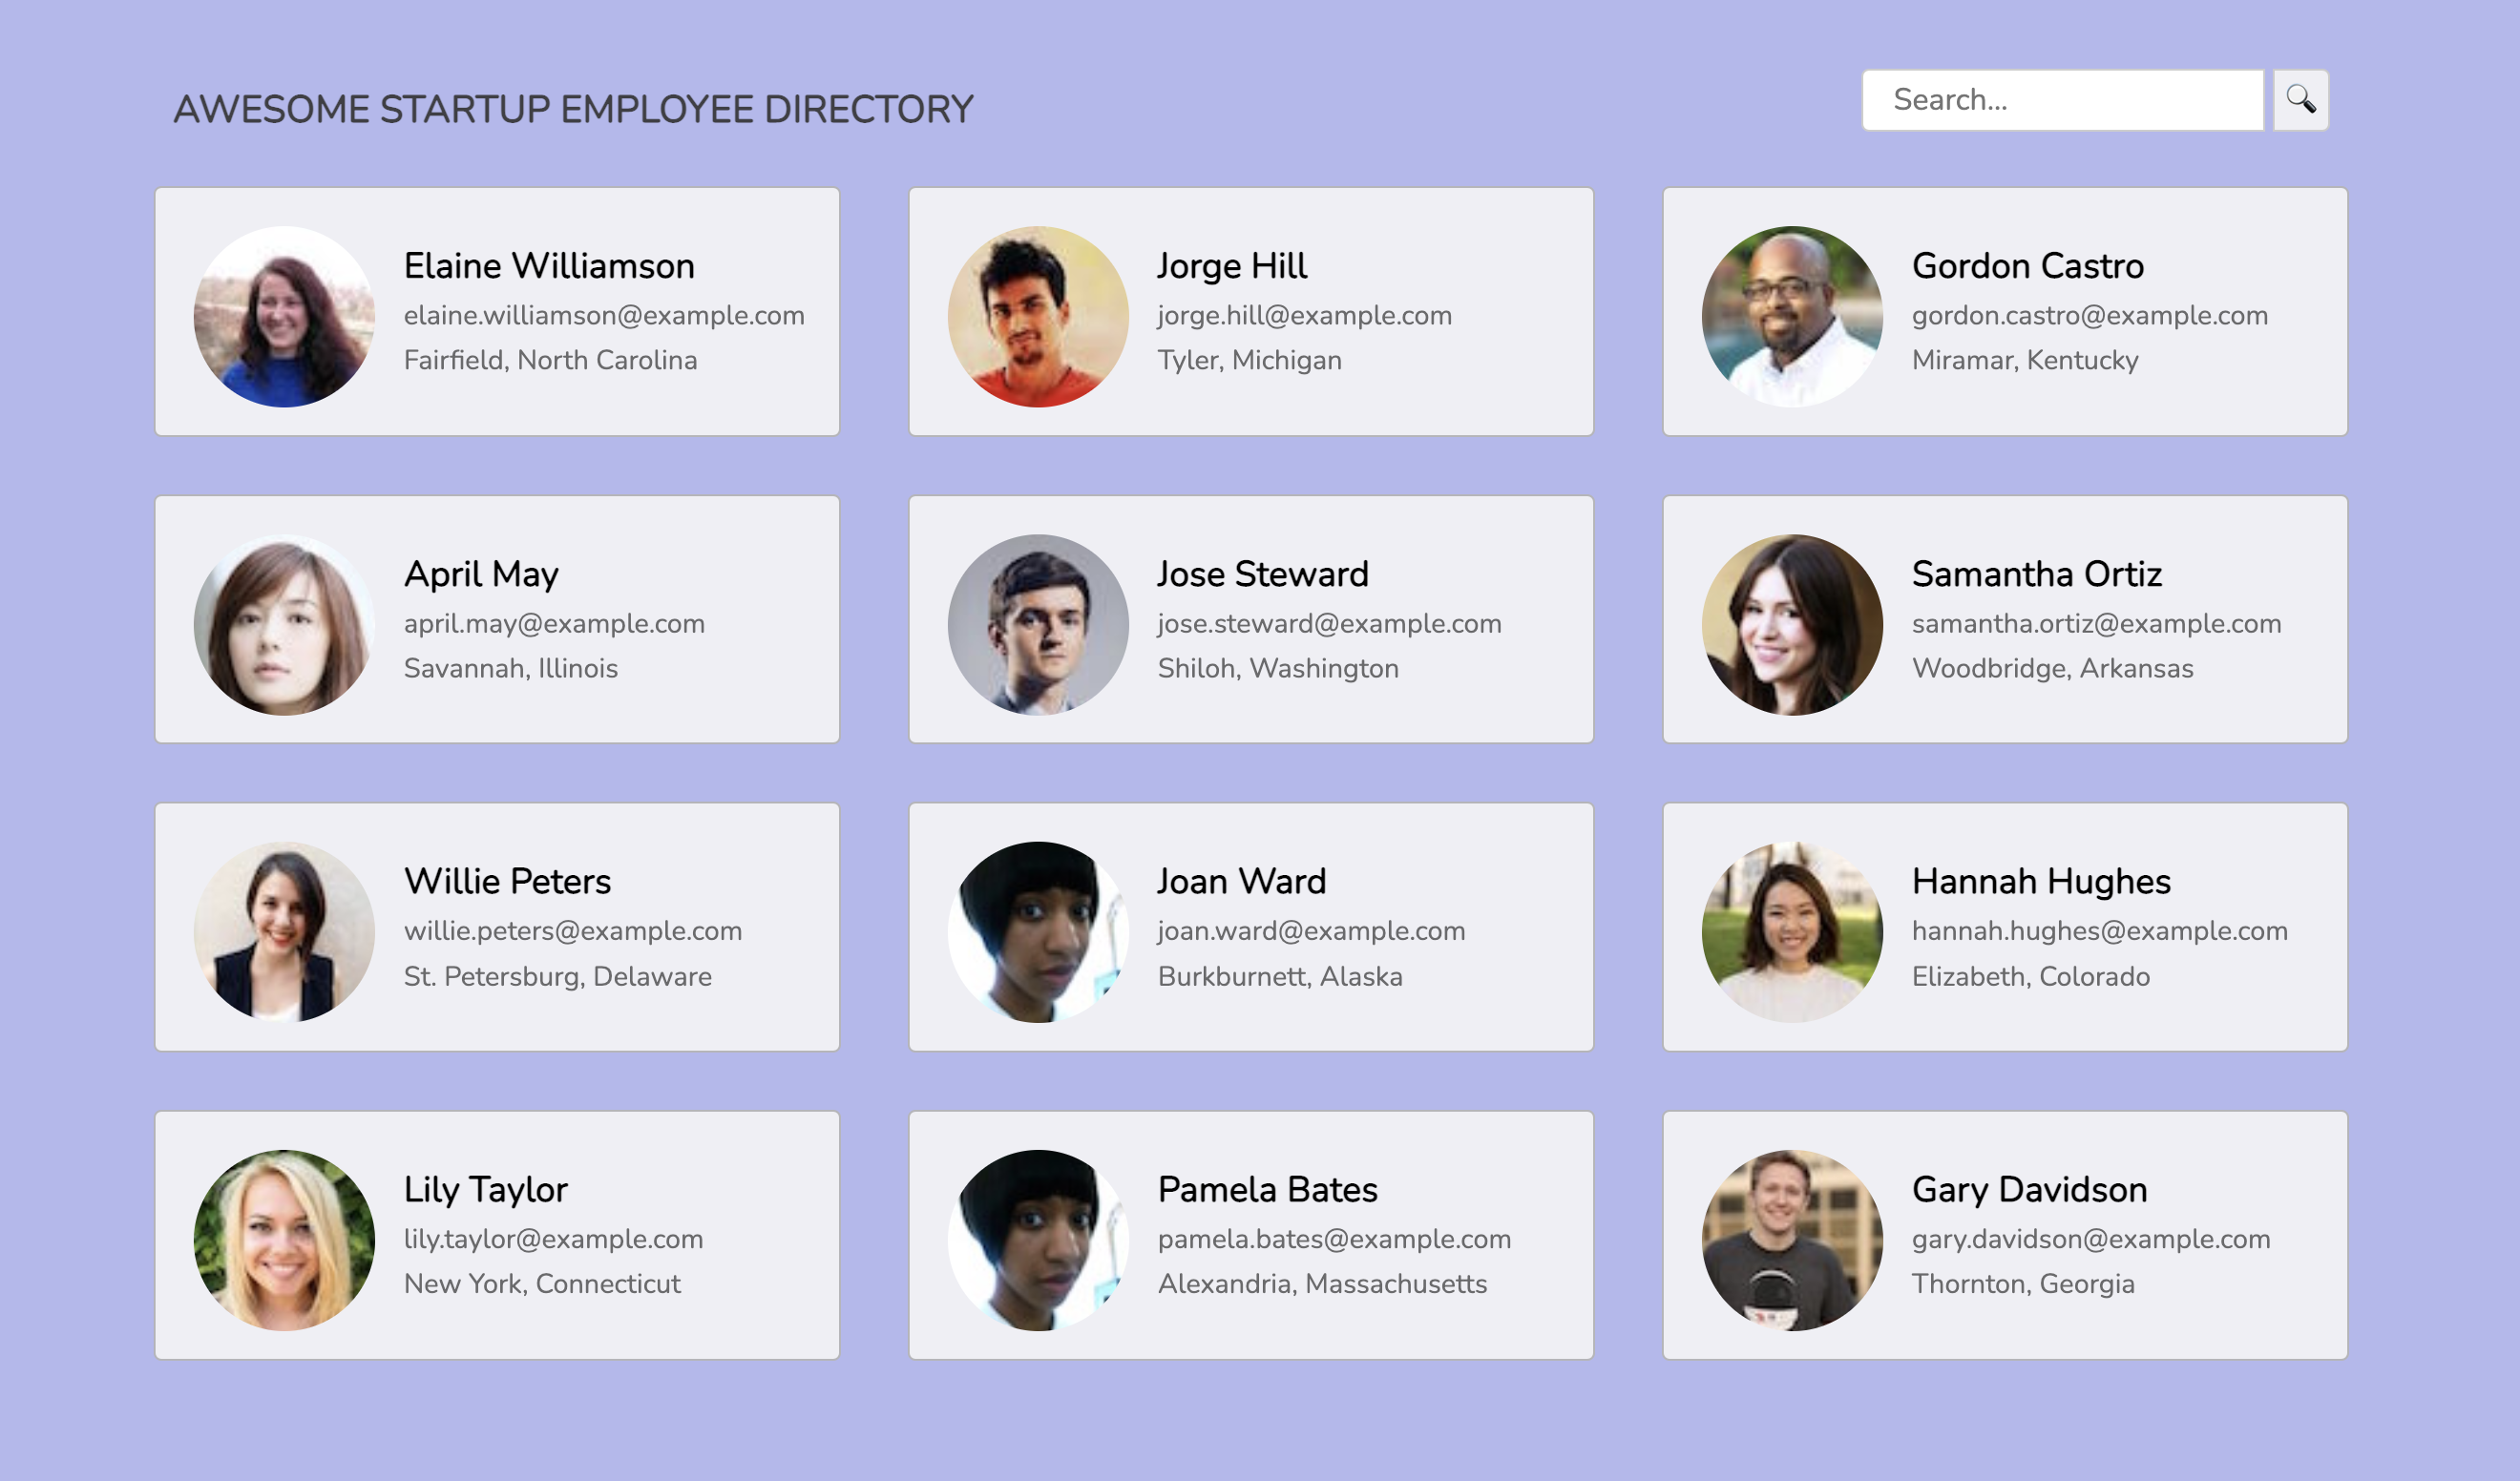 AWESOME STARTUP EMPLOYEE DIRECTORY
Search...
Elaine Williamson
elaine.williamson@example.com
Fairfield, North Carolina
Jorge Hill
jorge.hill@example.com
Tyler, Michigan
Gordon Castro
gordon.castro@example.com
Miramar, Kentucky
April May
april.may@example.com
Savannah, Illinois
Jose Steward
jose.steward@example.com
Shiloh, Washington
Samantha Ortiz
samantha.ortiz@example.com
Woodbridge, Arkansas
Willie Peters
willie.peters@example.com
St. Petersburg, Delaware
Joan Ward
joan.ward@example.com
Burkburnett, Alaska
Hannah Hughes
hannah.hughes@example.com
Elizabeth, Colorado
Lily Taylor
lily.taylor@example.com
New York, Connecticut
Pamela Bates
pamela.bates@example.com
Alexandria, Massachusetts
Gary Davidson
gary.davidson@example.com
Thornton, Georgia